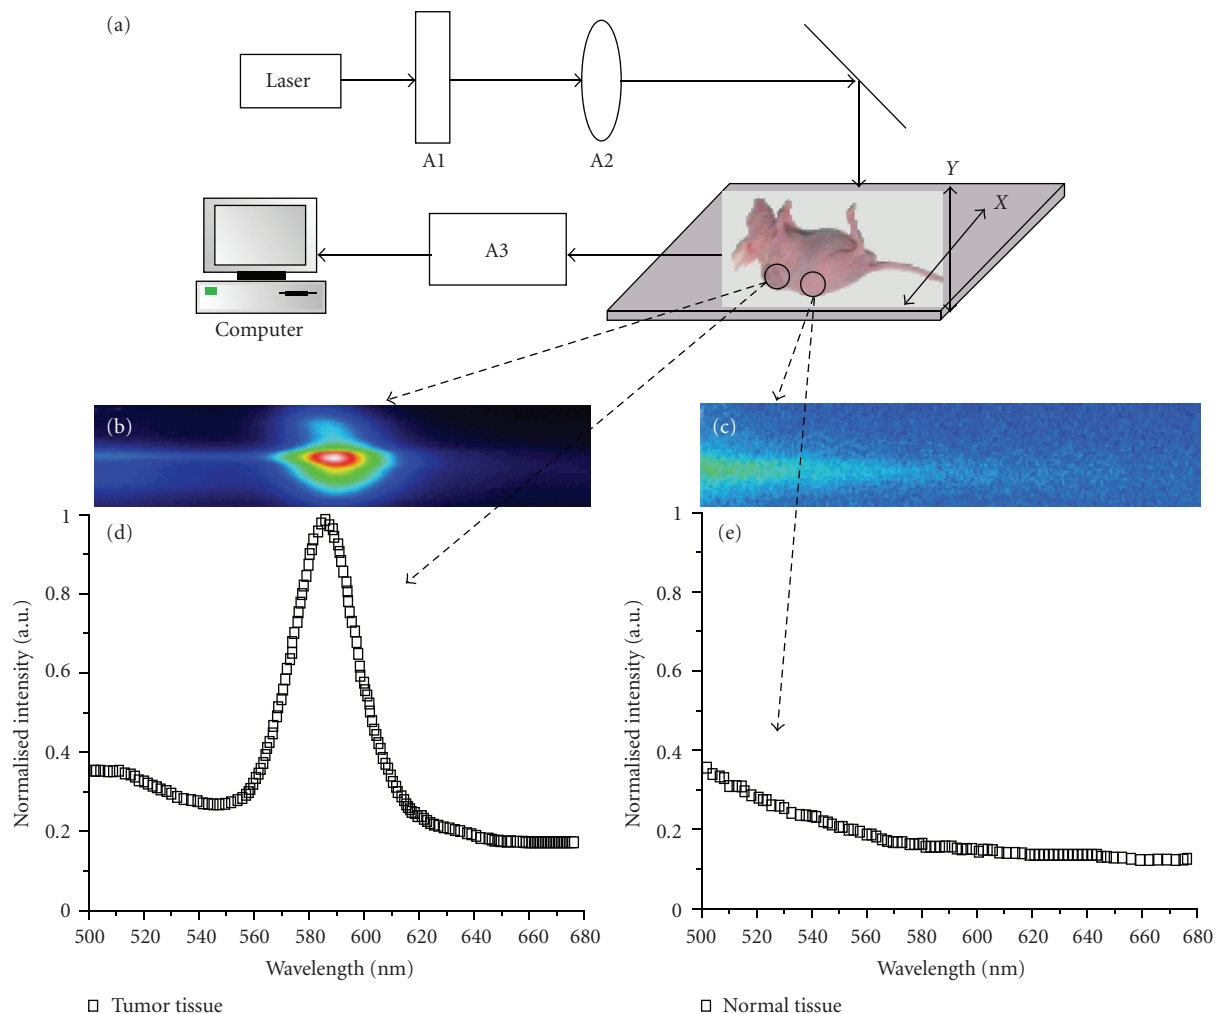 (a)
Laser
A1
A2
Y
X
A3
Computer
(b)
(c)
(d)
1
0.8
0.6
0.4
0.2
0
Normalised intensity (a.u.)
500 520 540 560 580 600 620 640 660 680
Wavelength (nm)
Tumor tissue
(e)
1
0.8
0.6
0.4
0.2
0
Normalised intensity (a.u.)
500 520 540 560 580 600 620 640 660 680
Wavelength (nm)
Normal tissue